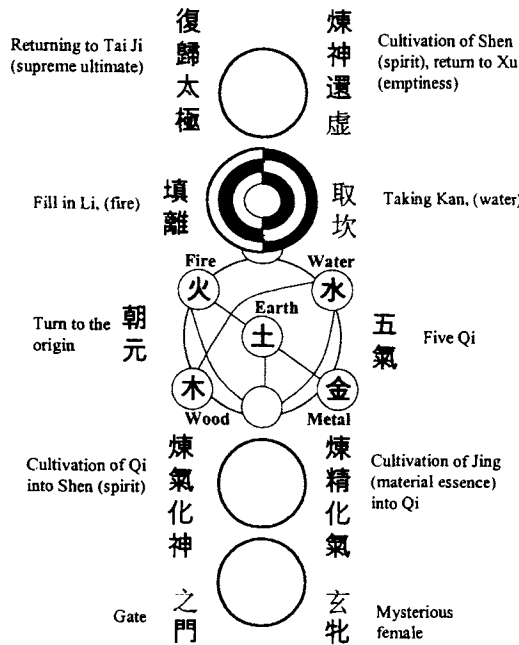 Returning to Tai Ji
(supreme ultimate)
復歸太極
煉神還虛
Cultivation of Shen
(spirit), return to Xu
(emptiness)
Fill in Li, (fire)
填離
取坎
Taking Kan, (water)
Fire
Water
火
水
Earth
土
Turn to the
origin
朝元
五氣
Five Qi
木
金
Wood
Metal
Cultivation of Qi
into Shen (spirit)
煉氣化神
煉精化氣
Cultivation of Jing
(material essence)
into Qi
Gate
之門
玄牝
Mysterious
female